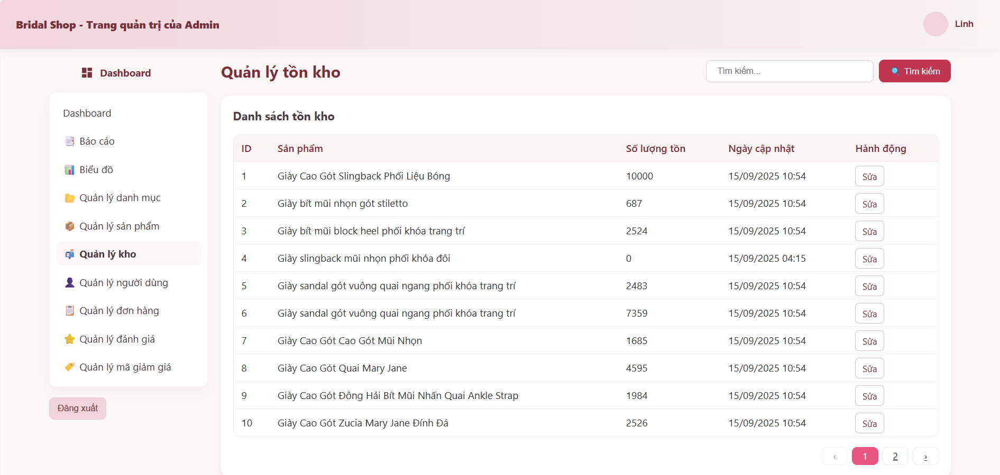 Bridal Shop - Trang quản trị của Admin
Linh
Dashboard
Quản lý tồn kho
Tìm kiếm...
Tìm kiếm
Dashboard
Báo cáo
Biểu đồ
Quản lý danh mục
Quản lý sản phẩm
Quản lý kho
Quản lý người dùng
Quản lý đơn hàng
Quản lý đánh giá
Quản lý mã giảm giá
Đăng xuất
Danh sách tồn kho
ID Sản phẩm Số lượng tồn Ngày cập nhật Hành động
1 Giày Cao Gót Slingback Phối Liệu Bóng 10000 15/09/2025 10:54 Sửa
2 Giày bít mũi nhọn gót stiletto 687 15/09/2025 10:54 Sửa
3 Giày bít mũi block heel phối khóa trang trí 2524 15/09/2025 10:54 Sửa
4 Giày slingback mũi nhọn phối khóa đôi 0 15/09/2025 04:15 Sửa
5 Giày sandal gót vuông quai ngang phối khóa trang trí 2483 15/09/2025 10:54 Sửa
6 Giày sandal gót vuông quai ngang phối khóa trang trí 7359 15/09/2025 10:54 Sửa
7 Giày Cao Gót Cao Gót Mũi Nhọn 1685 15/09/2025 10:54 Sửa
8 Giày Cao Gót Quai Mary Jane 4595 15/09/2025 10:54 Sửa
9 Giày Cao Gót Đông Hải Bít Mũi Nhấn Quai Ankle Strap 1984 15/09/2025 10:54 Sửa
10 Giày Cao Gót Zucia Mary Jane Đính Đá 2526 15/09/2025 10:54 Sửa
‹ 1 2 ›